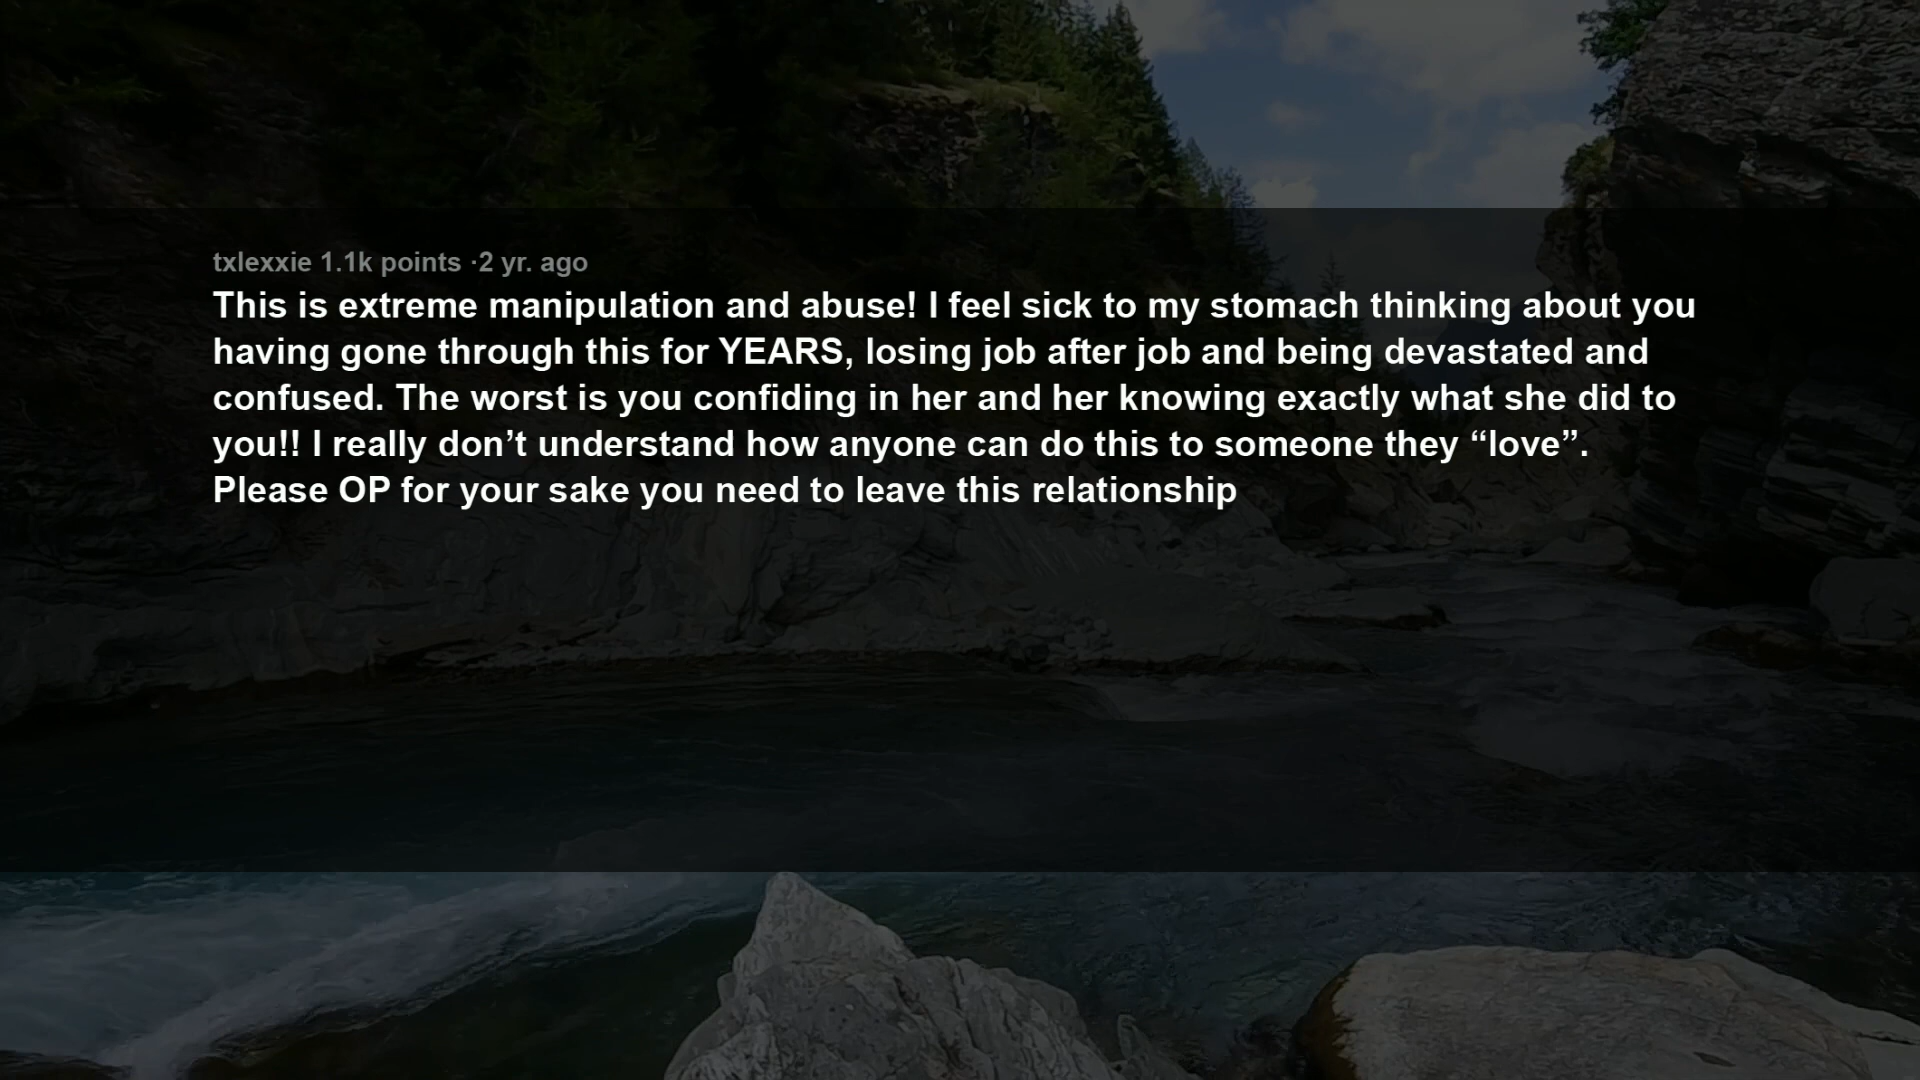 txlexxie 1.1k points ·2 yr. ago
This is extreme manipulation and abuse! I feel sick to my stomach thinking about you
having gone through this for YEARS, losing job after job and being devastated and
confused. The worst is you confiding in her and her knowing exactly what she did to
you!! I really don’t understand how anyone can do this to someone they “love”.
Please OP for your sake you need to leave this relationship